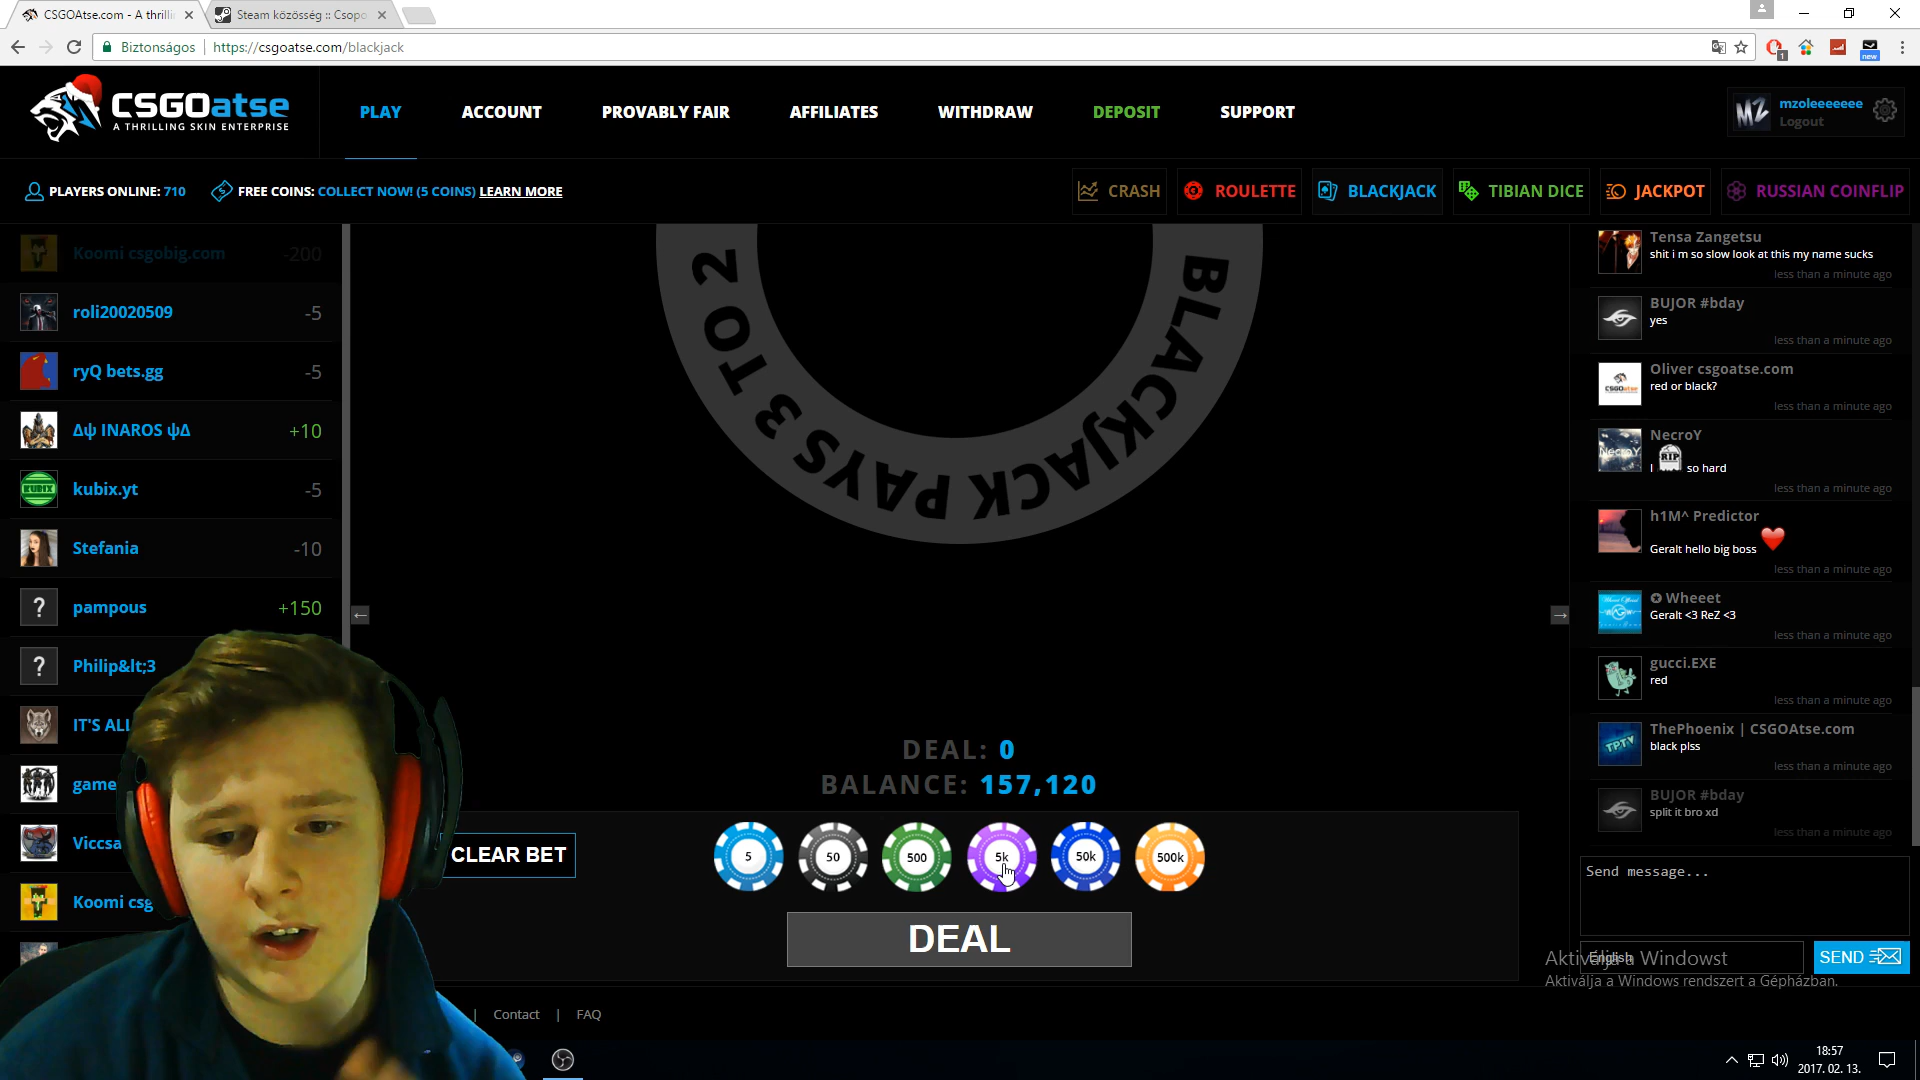 CSGOAtse.com - A thrilli
Steam közösség :: Csopo
Biztonságos
https://csgoatse.com/blackjack
1
new
CSGOatse
A THRILLING SKIN ENTERPRISE
PLAY
ACCOUNT
PROVABLY FAIR
AFFILIATES
WITHDRAW
DEPOSIT
SUPPORT
MZ
mzoleeeeeee
Logout
PLAYERS ONLINE: 710
FREE COINS: COLLECT NOW! (5 COINS) LEARN MORE
CRASH
ROULETTE
BLACKJACK
TIBIAN DICE
JACKPOT
RUSSIAN COINFLIP
Koomi csgobig.com -200
roli20020509 -5
ryQ bets.gg -5
Δψ INAROS ψΔ +10
KUBIX
kubix.yt -5
Stefania -10
? pampous +150
? Philip&lt;3
IT'S ALL
game
Viccsa
Koomi csg
BLACKJACK PAYS 3 TO 2
←
→
DEAL: 0
BALANCE: 157,120
CLEAR BET
5
50
500
5k
50k
500k
DEAL
Tensa Zangetsu
shit i m so slow look at this my name sucks
less than a minute ago
BUJOR #bday
yes
less than a minute ago
CSGOatse
Oliver csgoatse.com
red or black?
less than a minute ago
NecroY
NecroY
I RIP so hard
less than a minute ago
h1M^ Predictor
Geralt hello big boss
less than a minute ago
✪ Wheeet
Geralt <3 ReZ <3
less than a minute ago
gucci.EXE
red
less than a minute ago
TPTV
ThePhoenix | CSGOAtse.com
black plss
less than a minute ago
BUJOR #bday
split it bro xd
less than a minute ago
Send message...
English
SEND
Aktiválja a Windowst
Aktiválja a Windows rendszert a Gépházban.
| Contact | FAQ
18:57
2017. 02. 13.